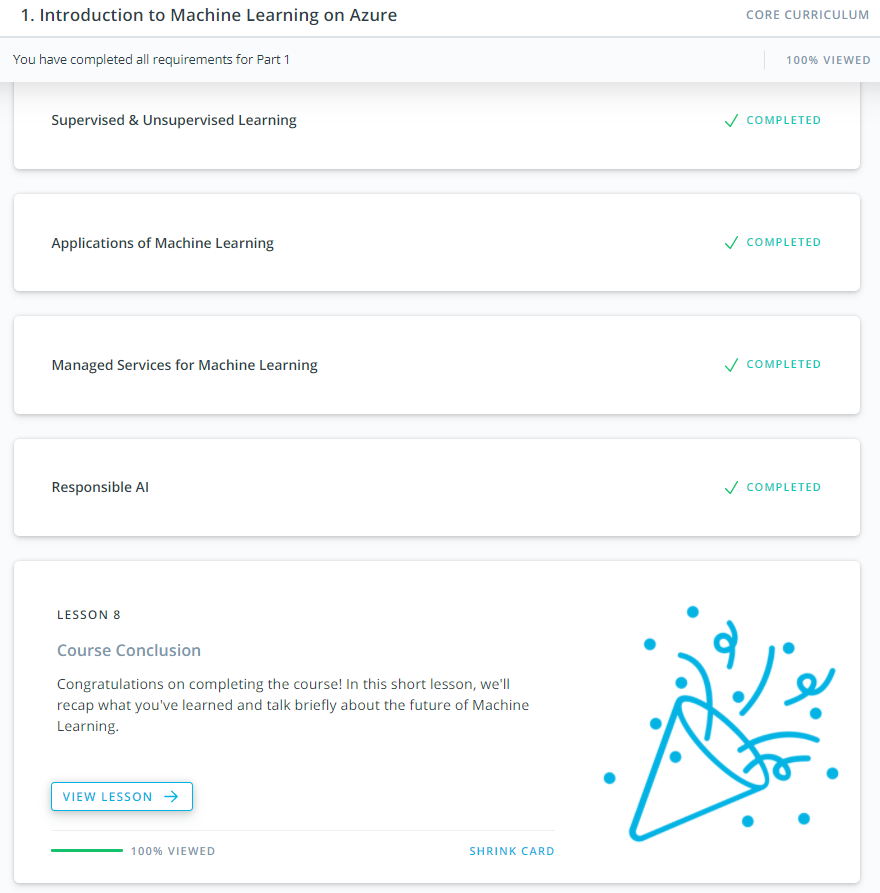 1. Introduction to Machine Learning on Azure
CORE CURRICULUM
You have completed all requirements for Part 1
100% VIEWED
Supervised & Unsupervised Learning
COMPLETED
Applications of Machine Learning
COMPLETED
Managed Services for Machine Learning
COMPLETED
Responsible AI
COMPLETED
LESSON 8
Course Conclusion
Congratulations on completing the course! In this short lesson, we'll
recap what you've learned and talk briefly about the future of Machine
Learning.
VIEW LESSON
100% VIEWED
SHRINK CARD